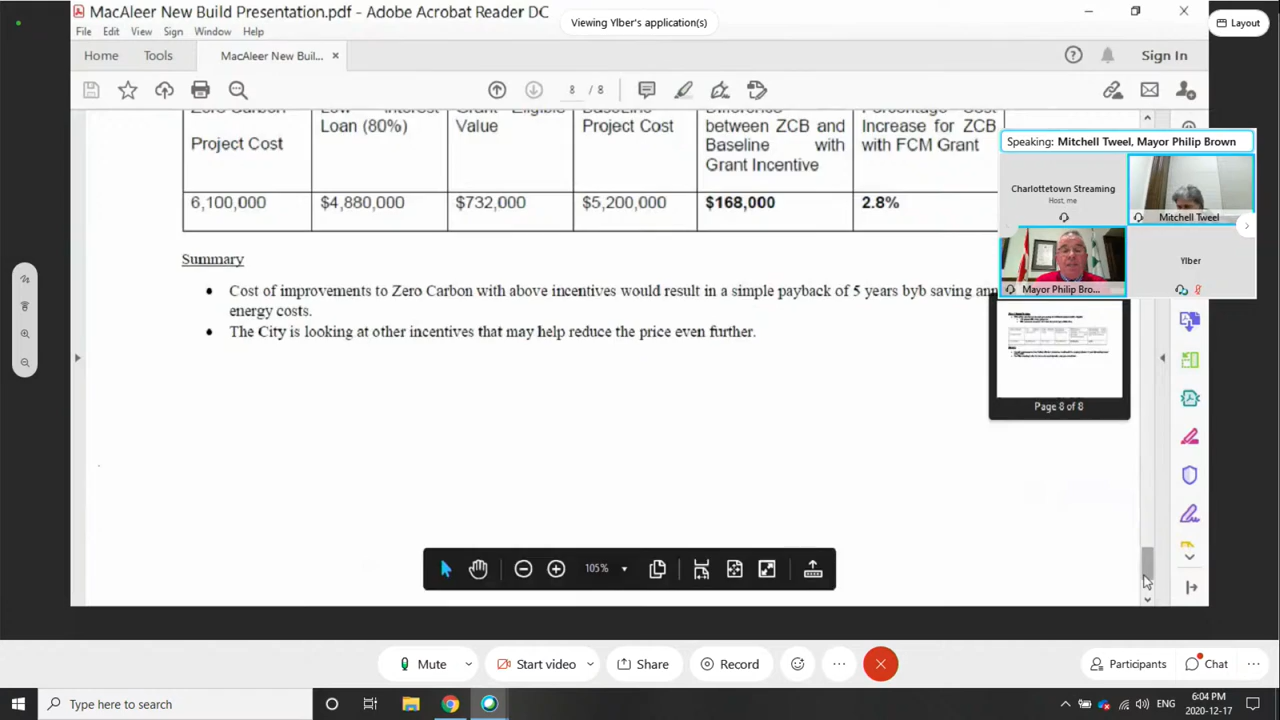 MacAleer New Build Presentation.pdf - Adobe Acrobat Reader DC
Viewing Ylber's application(s)
Layout
File Edit View Sign Window Help
Home Tools MacAleer New Buil... × Sign In
8 / 8
Speaking: Mitchell Tweel, Mayor Philip Brown
Charlottetown Streaming
Host, me
Mitchell Tweel
Mayor Philip Bro...
Ylber
Project Cost
Loan (80%)
Value
Project Cost
between ZCB and
Baseline with
Grant Incentive
Increase for ZCB
with FCM Grant
6,100,000 $4,880,000 $732,000 $5,200,000 $168,000 2.8%
Summary
• Cost of improvements to Zero Carbon with above incentives would result in a simple payback of 5 years byb saving
energy costs.
• The City is looking at other incentives that may help reduce the price even further.
Page 8 of 8
105%
Mute Start video Share Record Participants Chat
Type here to search
ENG
6:04 PM
2020-12-17